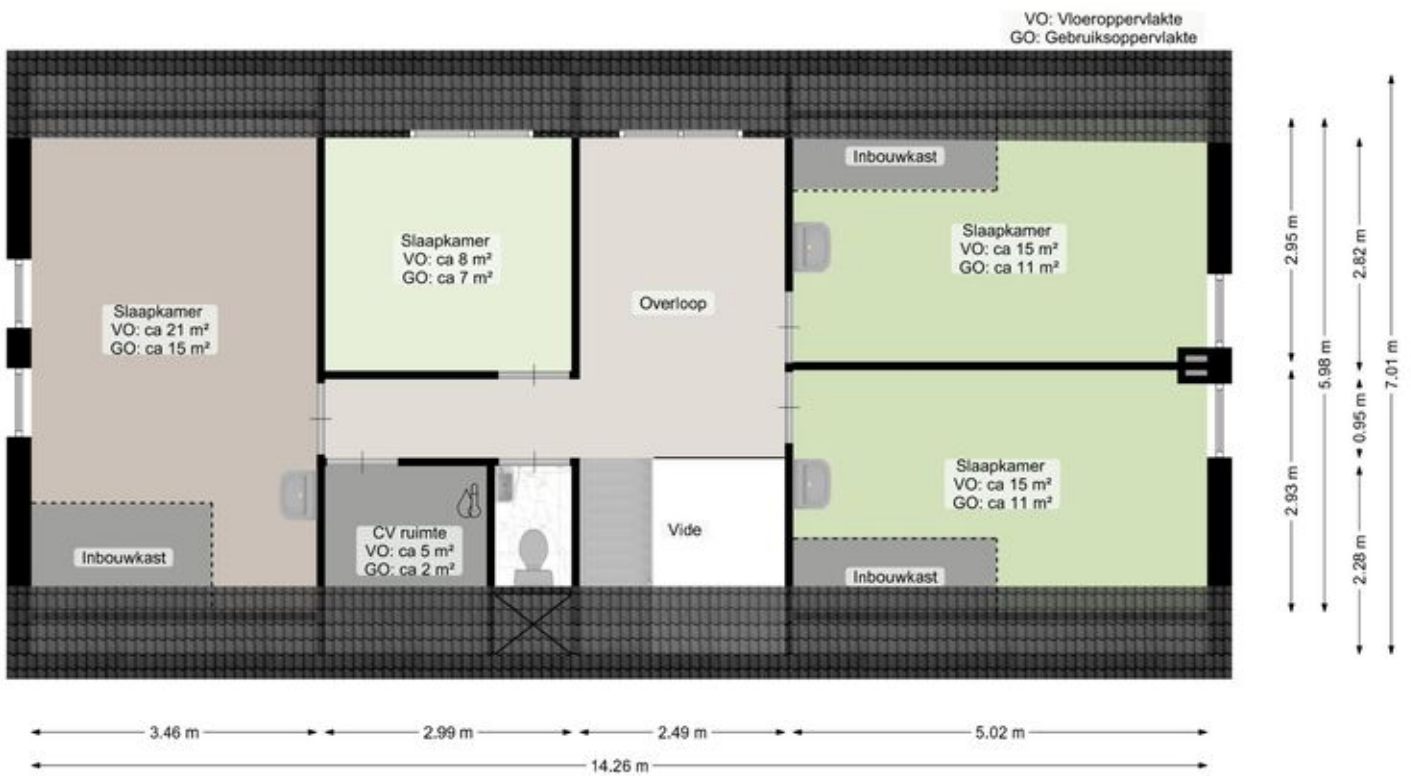 VO: Vloeroppervlakte
GO: Gebruiksoppervlakte
Inbouwkast
Slaapkamer
VO: ca 8 m²
GO: ca 7 m²
Slaapkamer
VO: ca 15 m²
GO: ca 11 m²
Overloop
Slaapkamer
VO: ca 21 m²
GO: ca 15 m²
Slaapkamer
VO: ca 15 m²
GO: ca 11 m²
CV ruimte
VO: ca 5 m²
GO: ca 2 m²
Vide
Inbouwkast
Inbouwkast
2.95 m
2.93 m
5.98 m
2.82 m
0.95 m
2.28 m
7.01 m
3.46 m
2.99 m
2.49 m
5.02 m
14.26 m